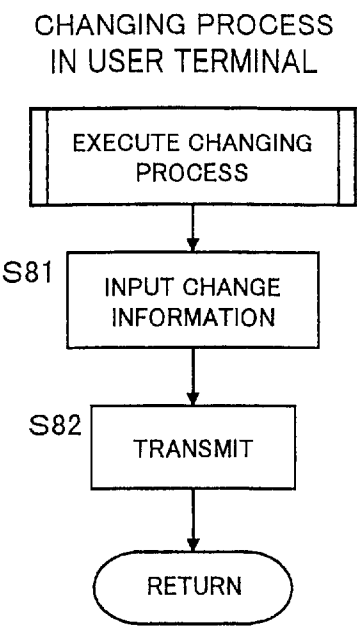 CHANGING PROCESS
IN USER TERMINAL
EXECUTE CHANGING
PROCESS
S81
INPUT CHANGE
INFORMATION
S82
TRANSMIT
RETURN